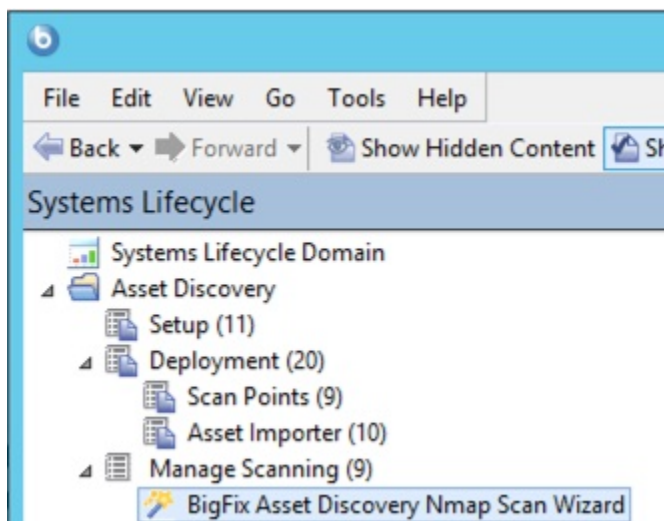 File Edit View Go Tools Help
Back Forward Show Hidden Content
Systems Lifecycle
Systems Lifecycle Domain
Asset Discovery
Setup (11)
Deployment (20)
Scan Points (9)
Asset Importer (10)
Manage Scanning (9)
BigFix Asset Discovery Nmap Scan Wizard